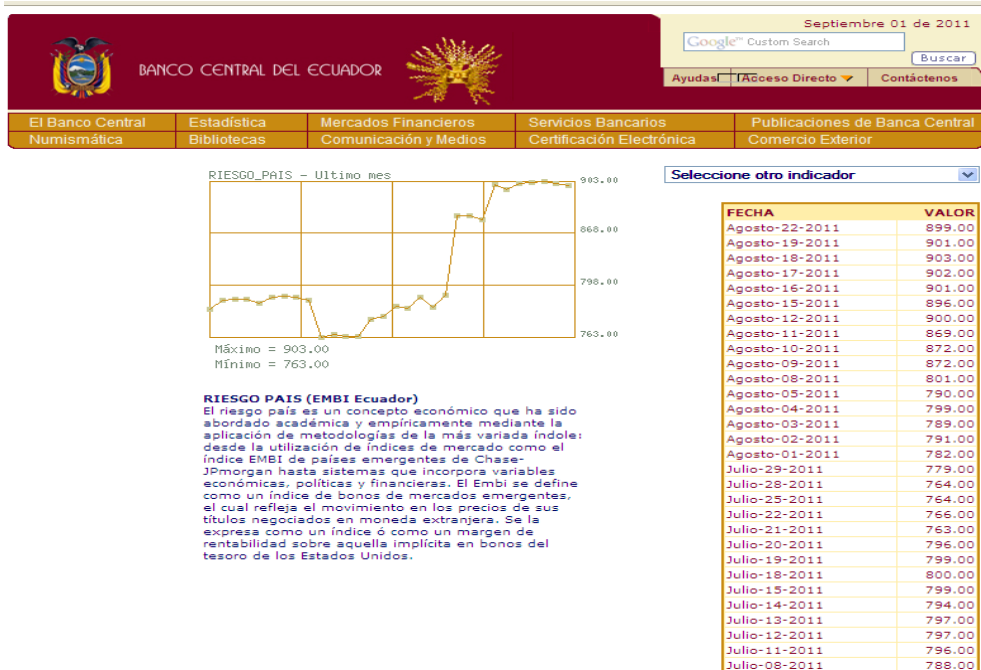 Septiembre 01 de 2011
Google™ Custom Search
Buscar
BANCO CENTRAL DEL ECUADOR
Ayudas Acceso Directo Contáctenos
El Banco Central Estadística Mercados Financieros Servicios Bancarios Publicaciones de Banca Central
Numismática Bibliotecas Comunicación y Medios Certificación Electrónica Comercio Exterior
RIESGO_PAIS - Ultimo mes
903.00
868.00
798.00
763.00
Máximo = 903.00
Mínimo = 763.00
RIESGO PAIS (EMBI Ecuador)
El riesgo país es un concepto económico que ha sido
abordado académica y empíricamente mediante la
aplicación de metodologías de la más variada índole:
desde la utilización de índices de mercado como el
índice EMBI de países emergentes de Chase-
JPmorgan hasta sistemas que incorpora variables
económicas, políticas y financieras. El Embi se define
como un índice de bonos de mercados emergentes,
el cual refleja el movimiento en los precios de sus
títulos negociados en moneda extranjera. Se la
expresa como un índice ó como un margen de
rentabilidad sobre aquella implícita en bonos del
tesoro de los Estados Unidos.
Seleccione otro indicador
FECHA VALOR
Agosto-22-2011 899.00
Agosto-19-2011 901.00
Agosto-18-2011 903.00
Agosto-17-2011 902.00
Agosto-16-2011 901.00
Agosto-15-2011 896.00
Agosto-12-2011 900.00
Agosto-11-2011 869.00
Agosto-10-2011 872.00
Agosto-09-2011 872.00
Agosto-08-2011 801.00
Agosto-05-2011 790.00
Agosto-04-2011 799.00
Agosto-03-2011 789.00
Agosto-02-2011 791.00
Agosto-01-2011 782.00
Julio-29-2011 779.00
Julio-28-2011 764.00
Julio-25-2011 764.00
Julio-22-2011 766.00
Julio-21-2011 763.00
Julio-20-2011 796.00
Julio-19-2011 799.00
Julio-18-2011 800.00
Julio-15-2011 799.00
Julio-14-2011 794.00
Julio-13-2011 797.00
Julio-12-2011 797.00
Julio-11-2011 796.00
Julio-08-2011 788.00